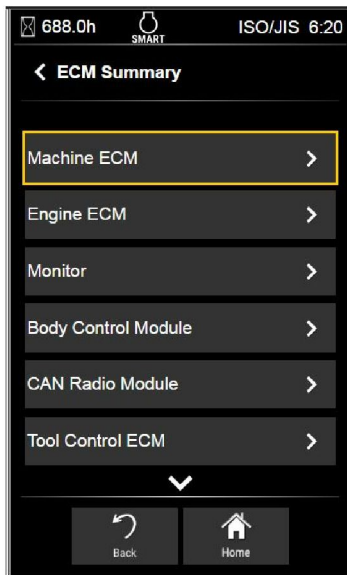 688.0h
SMART
ISO/JIS 6:20
ECM Summary
Machine ECM
Engine ECM
Monitor
Body Control Module
CAN Radio Module
Tool Control ECM
Back
Home